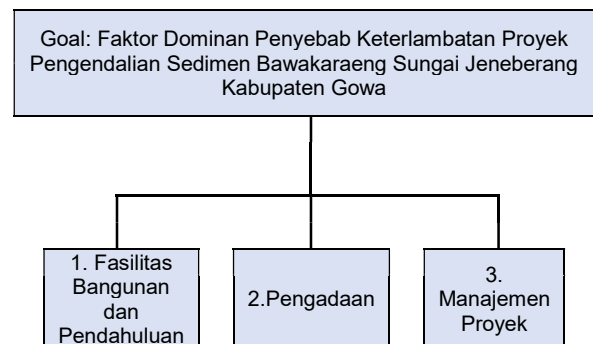 Goal: Faktor Dominan Penyebab Keterlambatan Proyek
Pengendalian Sedimen Bawakaraeng Sungai Jeneberang
Kabupaten Gowa
1. Fasilitas
Bangunan
dan
Pendahuluan
2.Pengadaan
3.
Manajemen
Proyek